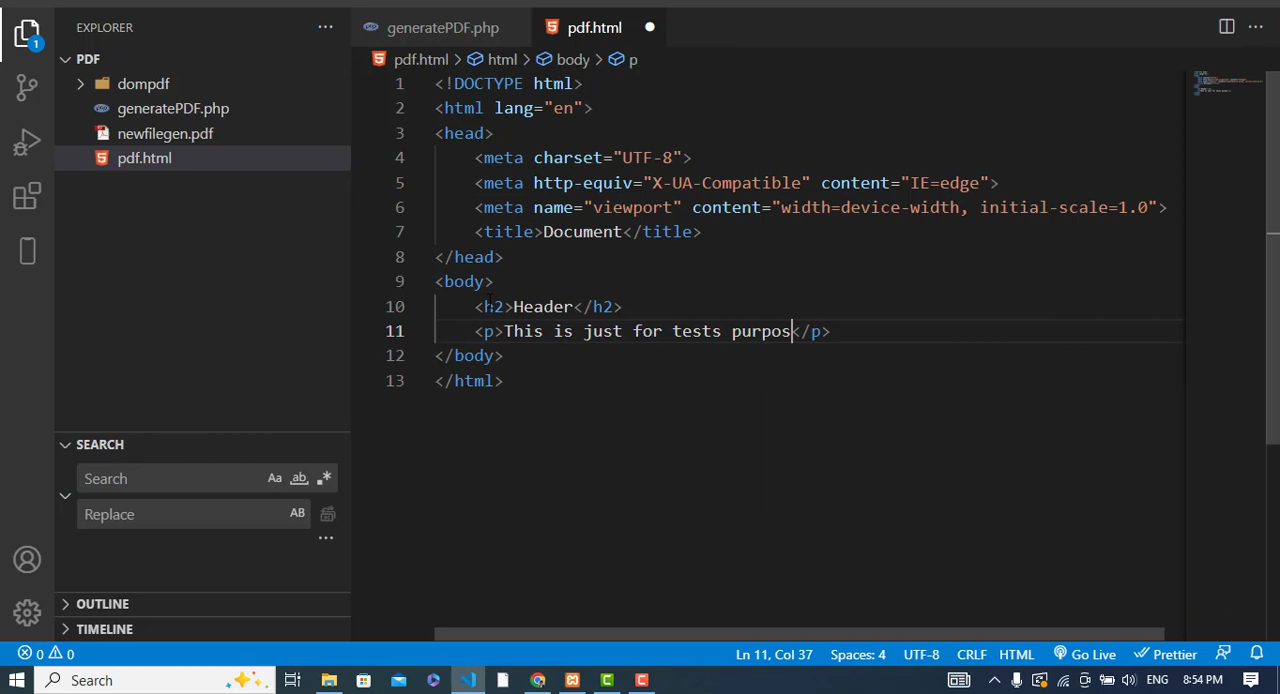 EXPLORER
generatePDF.php
pdf.html
1
PDF
pdf.html > html > body > p
dompdf
generatePDF.php
newfilegen.pdf
pdf.html
1 <!DOCTYPE html>
2 <html lang="en">
3 <head>
4 <meta charset="UTF-8">
5 <meta http-equiv="X-UA-Compatible" content="IE=edge">
6 <meta name="viewport" content="width=device-width, initial-scale=1.0">
7 <title>Document</title>
8 </head>
9 <body>
10 <h2>Header</h2>
11 <p>This is just for tests purpos</p>
12 </body>
13 </html>
SEARCH
Search Aa ab .*
Replace AB
OUTLINE
TIMELINE
0 0 Ln 11, Col 37 Spaces: 4 UTF-8 CRLF HTML Go Live Prettier
Search ENG 8:54 PM